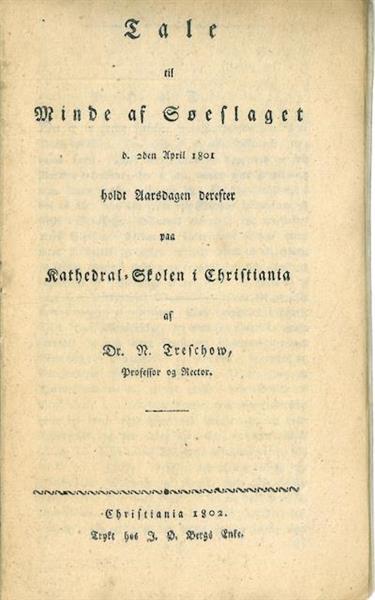 Tale
til
Minde af Søeslaget
d. 2den April 1801
holdt Aarsdagen derefter
paa
Kathedral-Skolen i Christiania
af
Dr. N. Treschow,
Professor og Rector.
Christiania 1802.
Trykt hos J. O. Bergs Enke.